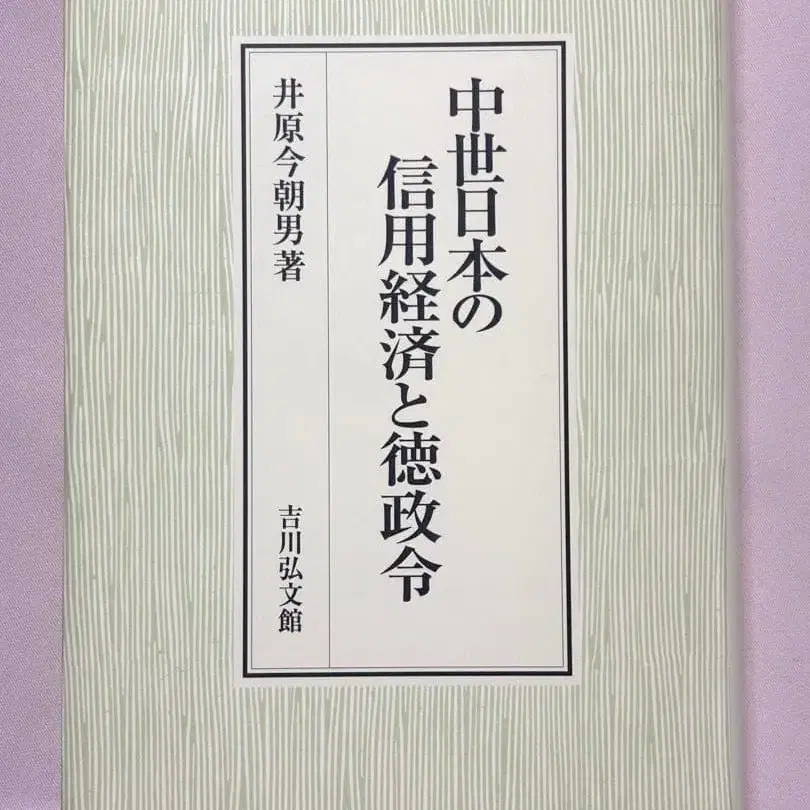 中世日本の
信用経済と徳政令
井原今朝男著
吉川弘文館